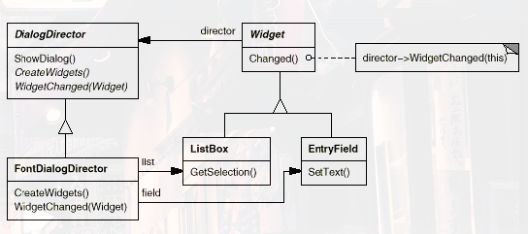 DialogDirector
ShowDialog()
CreateWidgets()
WidgetChanged(Widget)
director
Widget
Changed()
director->WidgetChanged(this)
FontDialogDirector
CreateWidgets()
WidgetChanged(Widget)
list
field
ListBox
GetSelection()
EntryField
SetText()